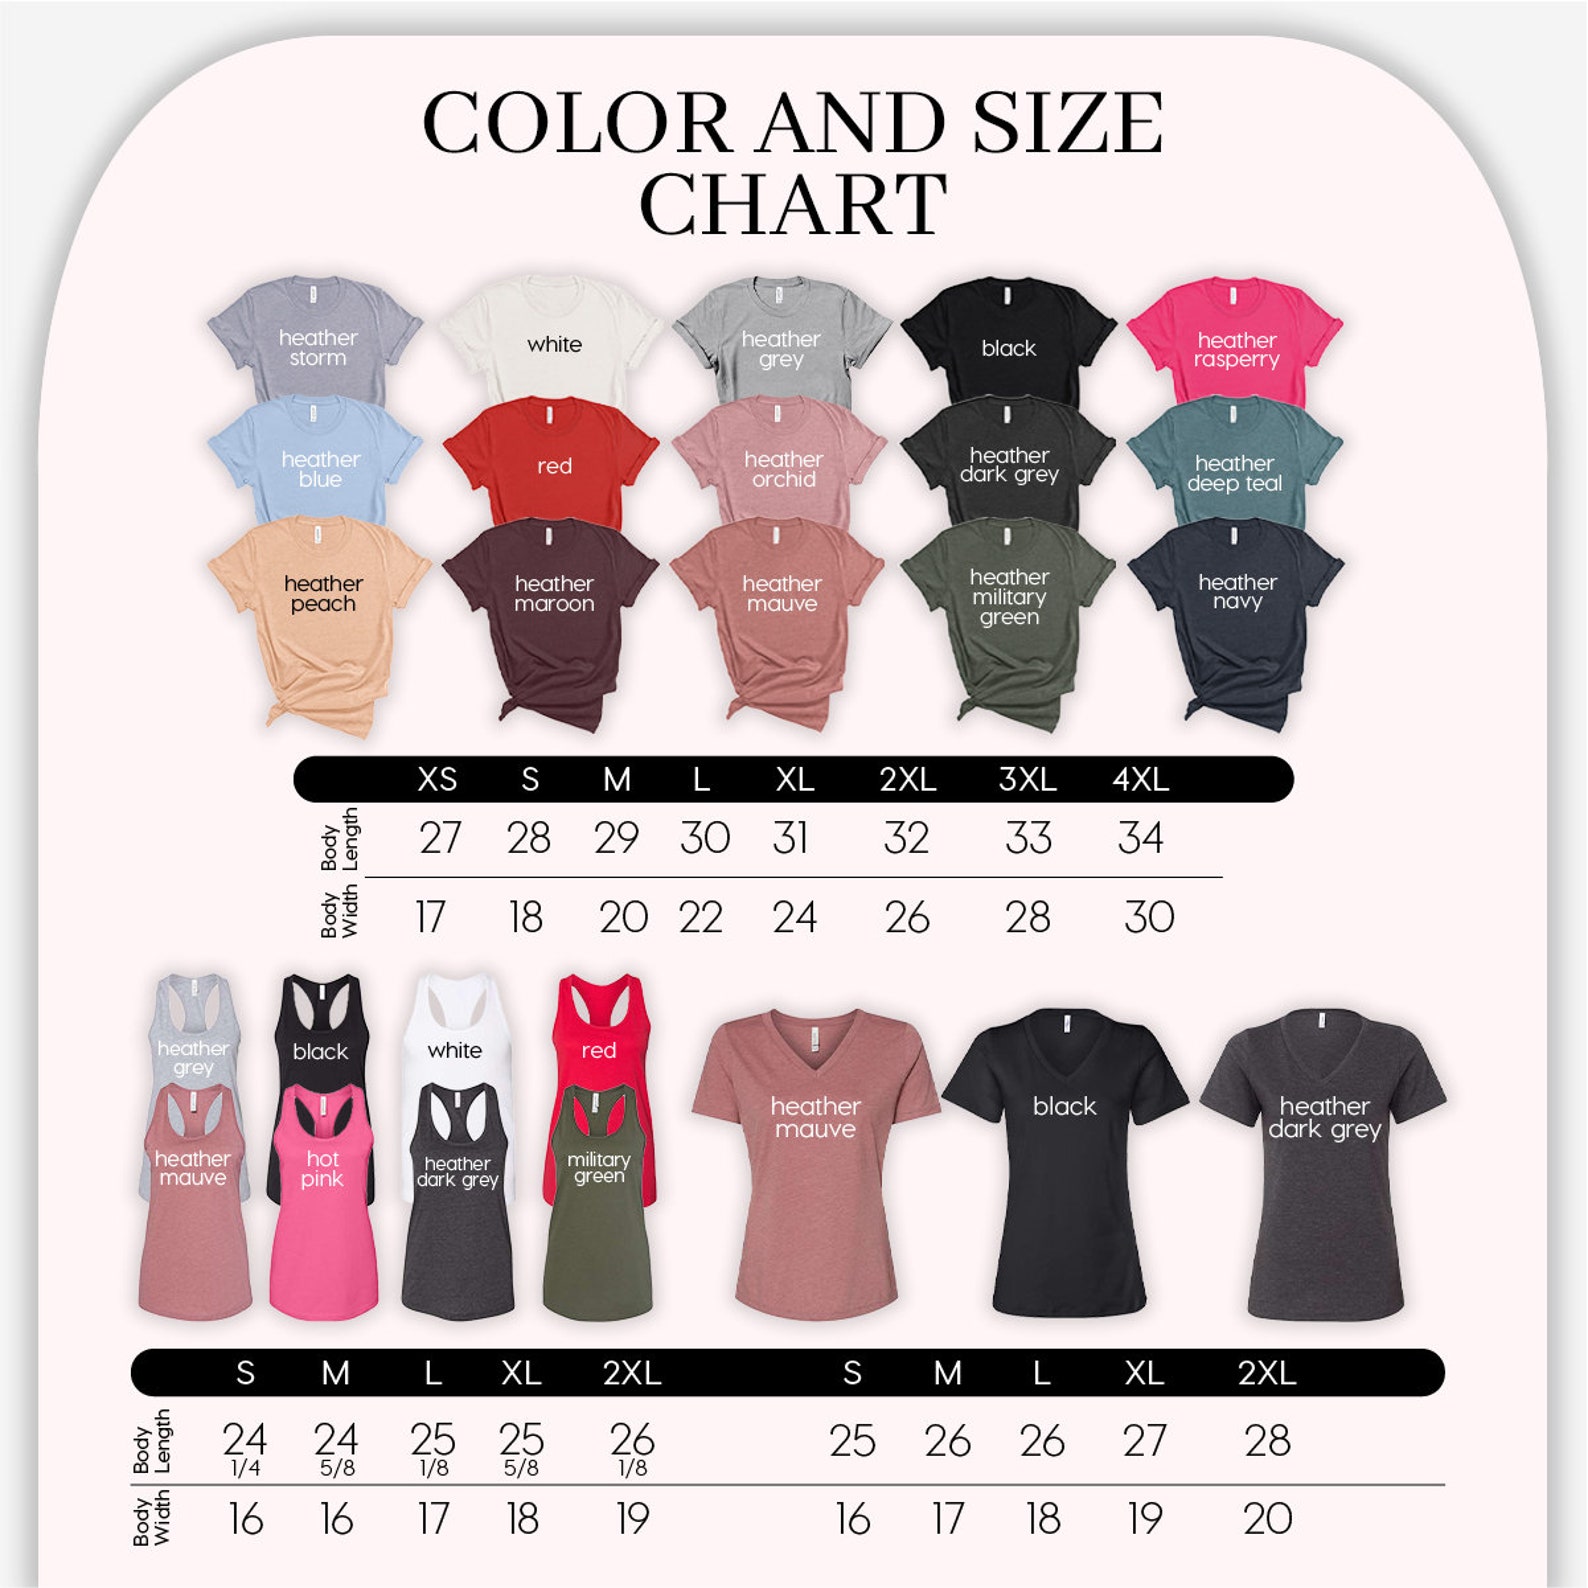 COLOR AND SIZE
CHART
heather
storm
white
heather
grey
black
heather
rasperry
heather
blue
red
heather
orchid
heather
dark grey
heather
deep teal
heather
peach
heather
maroon
heather
mauve
heather
military
green
heather
navy
XS S M L XL 2XL 3XL 4XL
Body
Length
27 28 29 30 31 32 33 34
Body
Width
17 18 20 22 24 26 28 30
heather
grey
black
white
red
heather
mauve
hot
pink
heather
dark grey
military
green
heather
mauve
black
heather
dark grey
S M L XL 2XL S M L XL 2XL
Body
Length
24 24 25 25 26 25 26 26 27 28
1/4 5/8 1/8 5/8 1/8
Body
Width
16 16 17 18 19 16 17 18 19 20